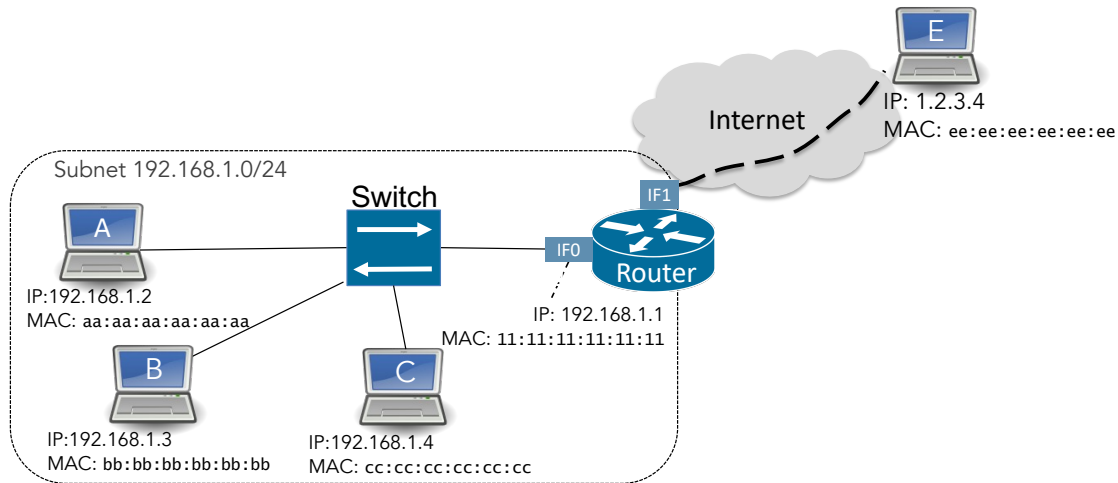 E
IP: 1.2.3.4
MAC: ee:ee:ee:ee:ee:ee
Internet
Subnet 192.168.1.0/24
Switch
IF1
A
IF0
Router
IP:192.168.1.2
MAC: aa:aa:aa:aa:aa:aa
IP: 192.168.1.1
MAC: 11:11:11:11:11:11
B
C
IP:192.168.1.3
MAC: bb:bb:bb:bb:bb:bb
IP:192.168.1.4
MAC: cc:cc:cc:cc:cc:cc